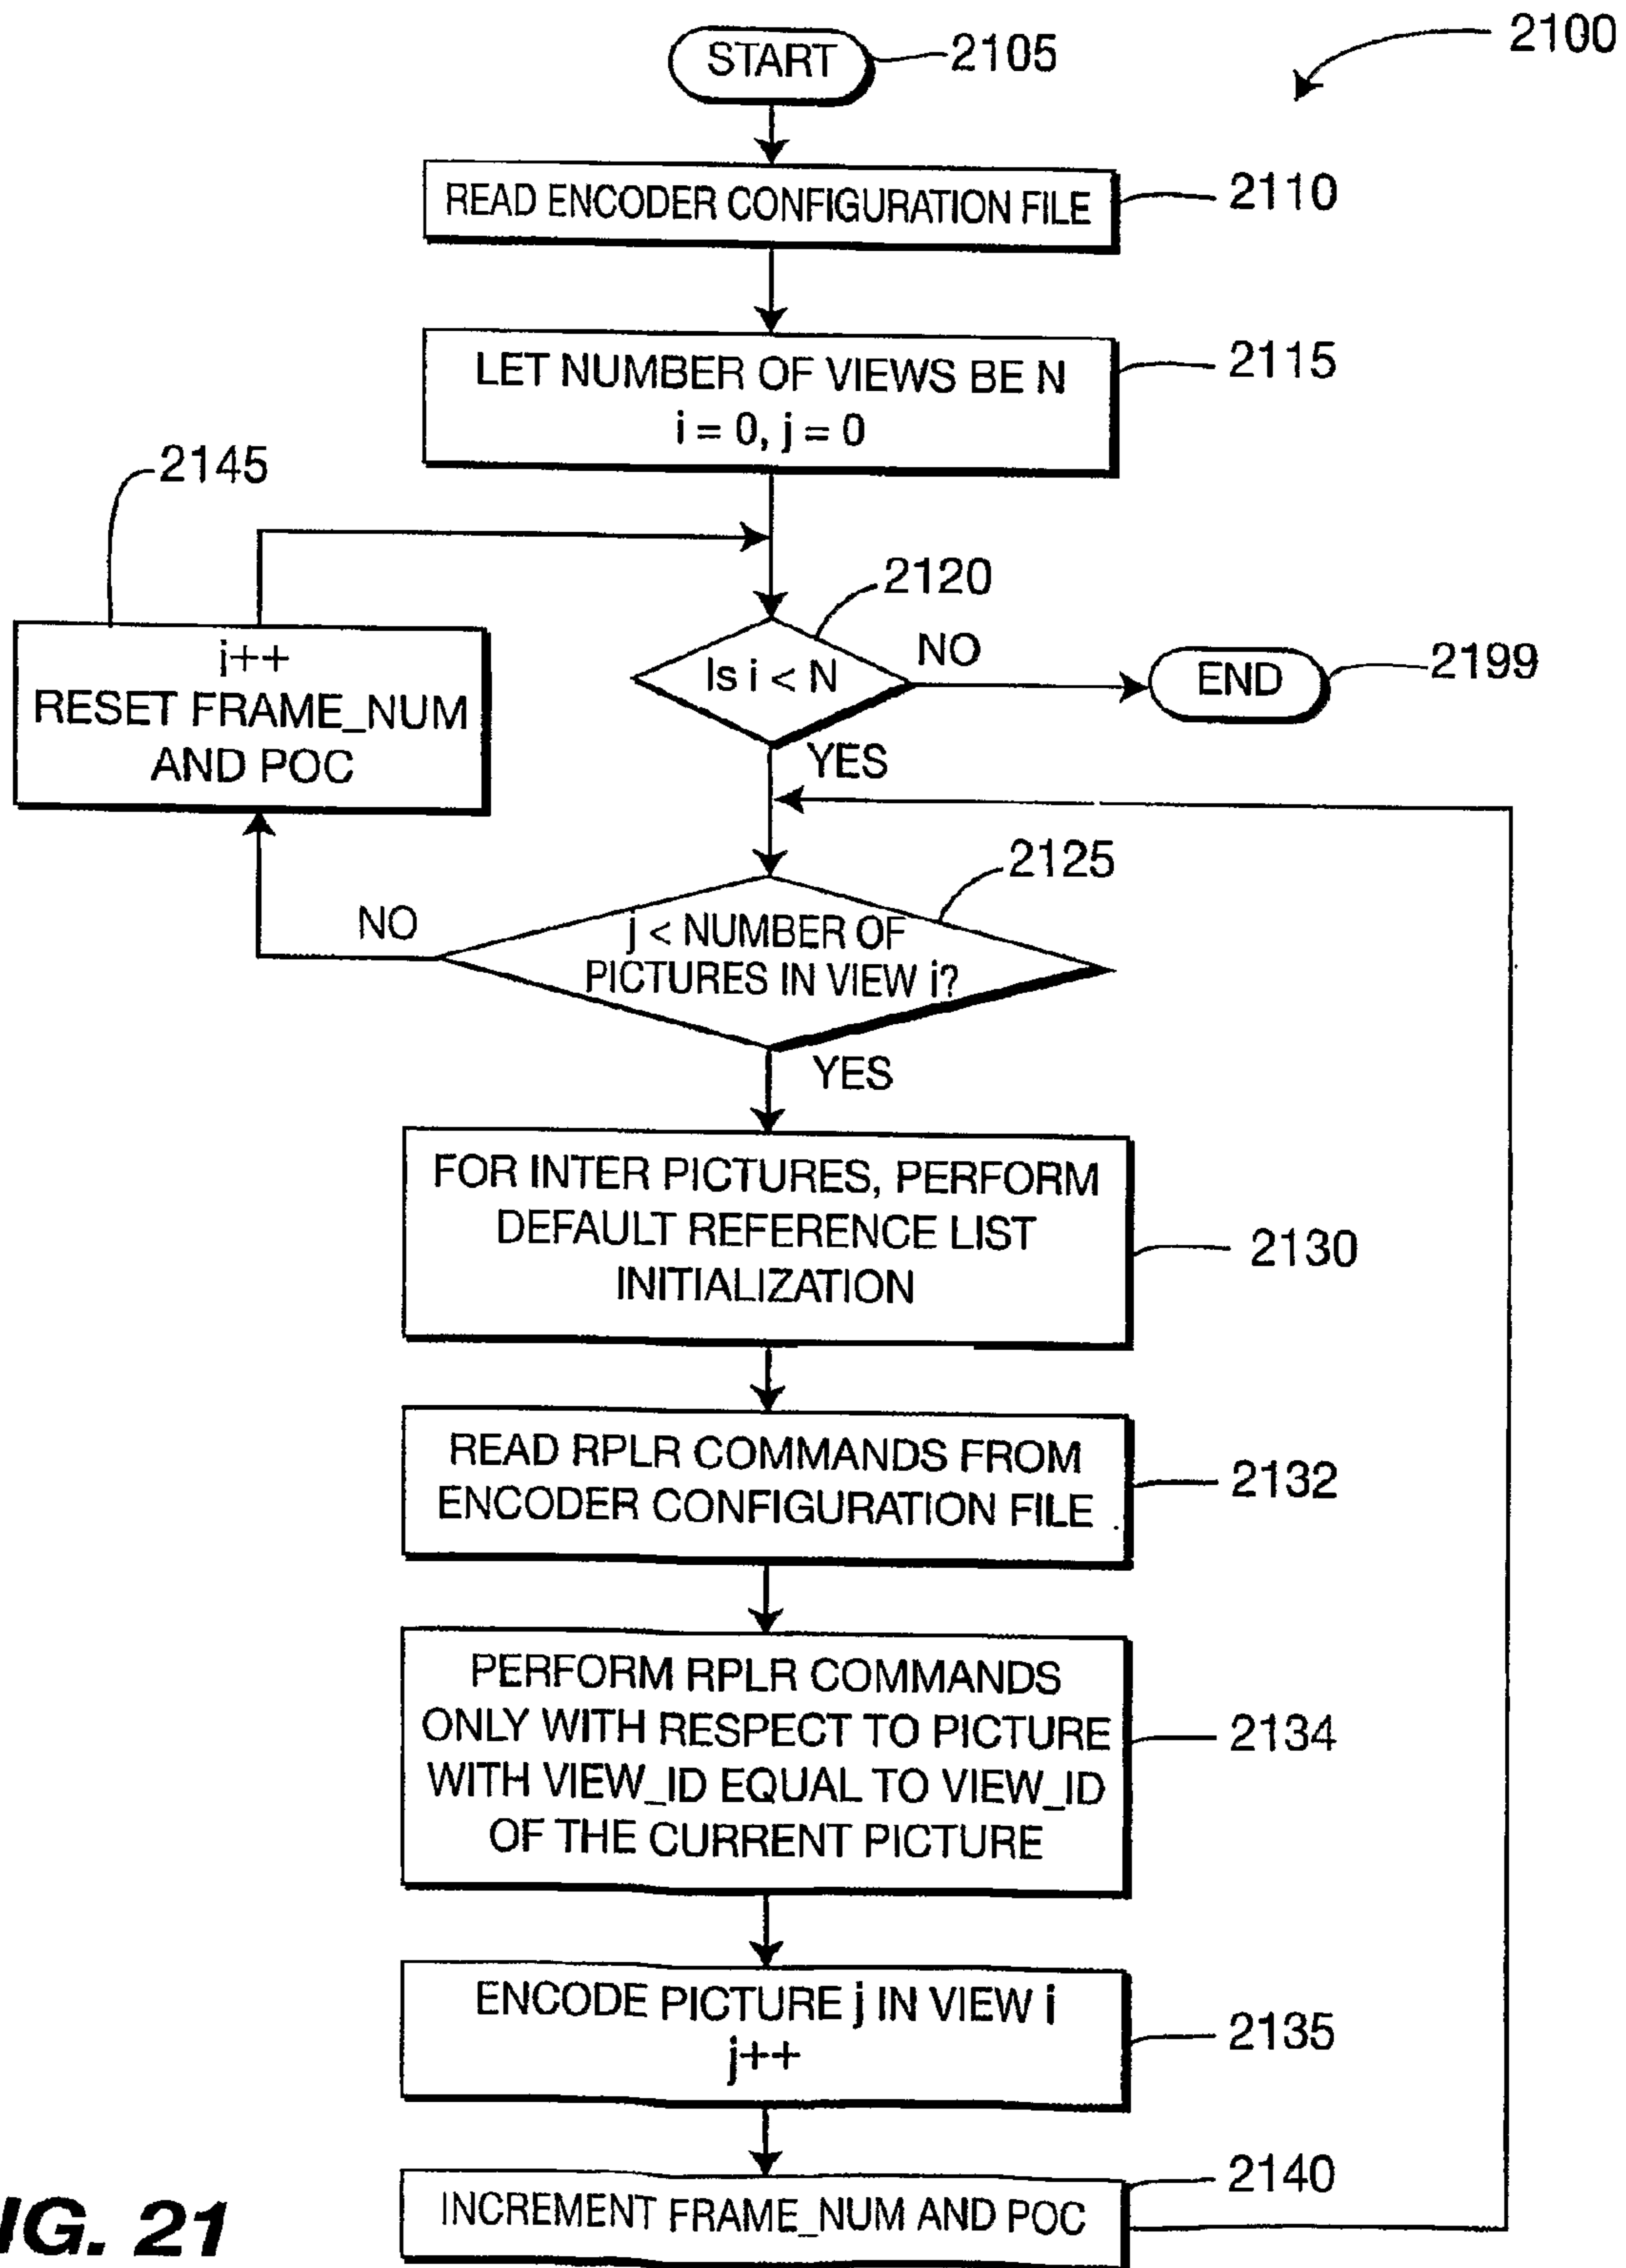 START
2105
2100
READ ENCODER CONFIGURATION FILE
2110
LET NUMBER OF VIEWS BE N
i = 0, j = 0
2115
2145
i++
RESET FRAME_NUM
AND POC
2120
Is i < N
NO
END
2199
YES
2125
NO
j < NUMBER OF
PICTURES IN VIEW i?
YES
FOR INTER PICTURES, PERFORM
DEFAULT REFERENCE LIST
INITIALIZATION
2130
READ RPLR COMMANDS FROM
ENCODER CONFIGURATION FILE
2132
PERFORM RPLR COMMANDS
ONLY WITH RESPECT TO PICTURE
WITH VIEW_ID EQUAL TO VIEW_ID
OF THE CURRENT PICTURE
2134
ENCODE PICTURE j IN VIEW i
j++
2135
INCREMENT FRAME_NUM AND POC
2140
IG. 21